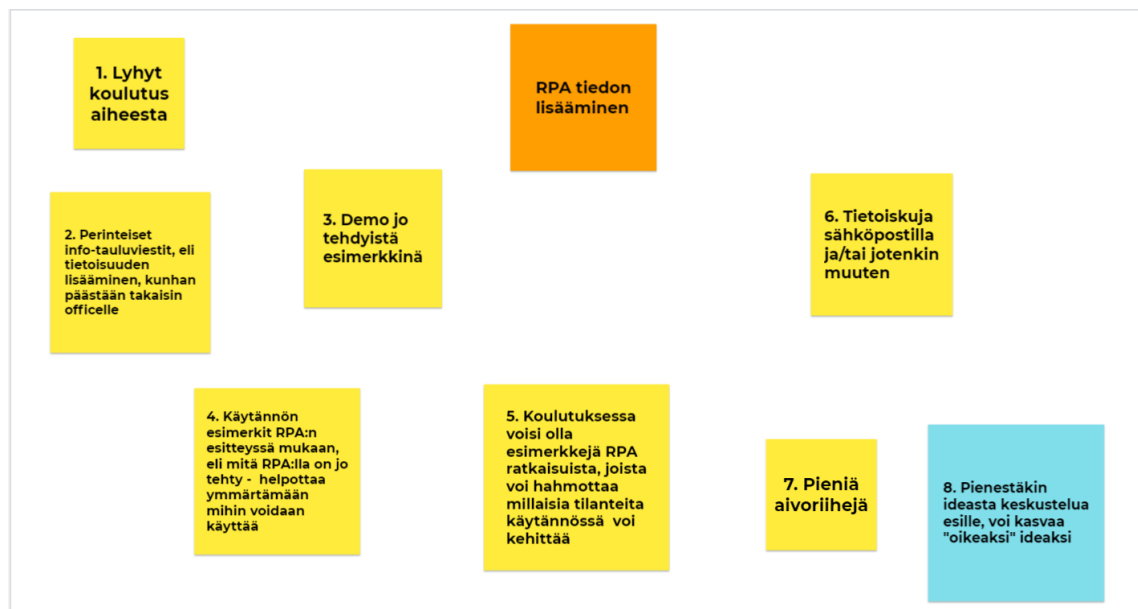 1. Lyhyt
koulutus
aiheesta
RPA tiedon
lisääminen
2. Perinteiset
info-tauluviestit, eli
tietoisuuden
lisääminen, kunhan
päästään takaisin
officelle
3. Demo jo
tehdyistä
esimerkkinä
6. Tietoiskuja
sähköpostilla
ja/tai jotenkin
muuten
4. Käytännön
esimerkit RPA:n
esitteyssä mukaan,
eli mitä RPA:lla on jo
tehty - helpottaa
ymmärtämään
mihin voidaan
käyttää
5. Koulutuksessa
voisi olla
esimerkkejä RPA
ratkaisuista, joista
voi hahmottaa
millaisia tilanteita
käytännössä voi
kehittää
7. Pieniä
aivoriihejä
8. Pienestäkin
ideasta keskustelua
esille, voi kasvaa
"oikeaksi" ideaksi